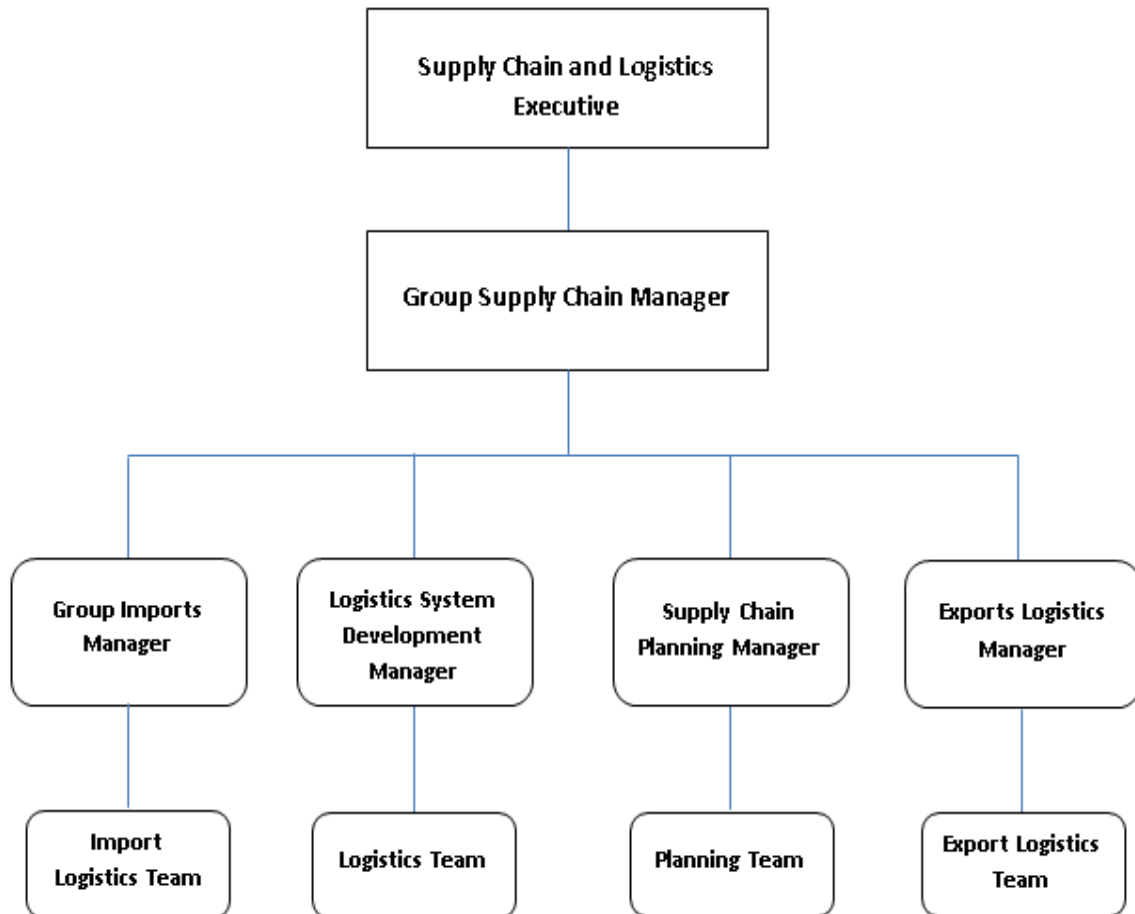 Supply Chain and Logistics
Executive
Group Supply Chain Manager
Group Imports
Manager
Logistics System
Development
Manager
Supply Chain
Planning Manager
Exports Logistics
Manager
Import
Logistics Team
Logistics Team
Planning Team
Export Logistics
Team